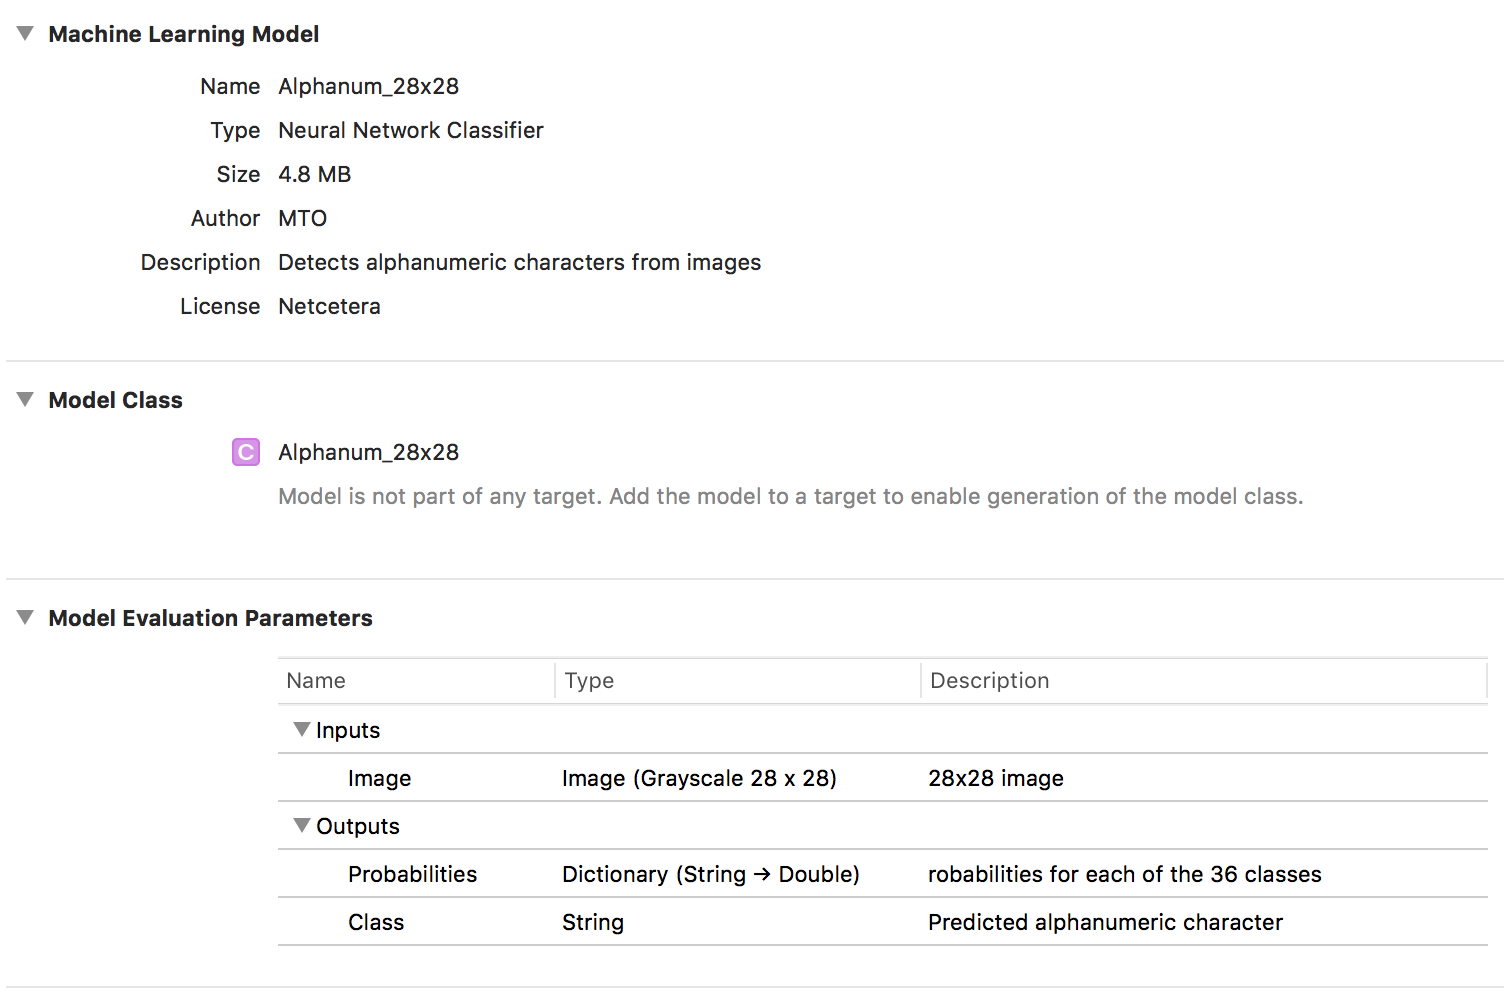 Machine Learning Model
Name Alphanum_28x28
Type Neural Network Classifier
Size 4.8 MB
Author MTO
Description Detects alphanumeric characters from images
License Netcetera
Model Class
C Alphanum_28x28
Model is not part of any target. Add the model to a target to enable generation of the model class.
Model Evaluation Parameters
Name Type Description
Inputs
Image Image (Grayscale 28 x 28) 28x28 image
Outputs
Probabilities Dictionary (String → Double) robabilities for each of the 36 classes
Class String Predicted alphanumeric character